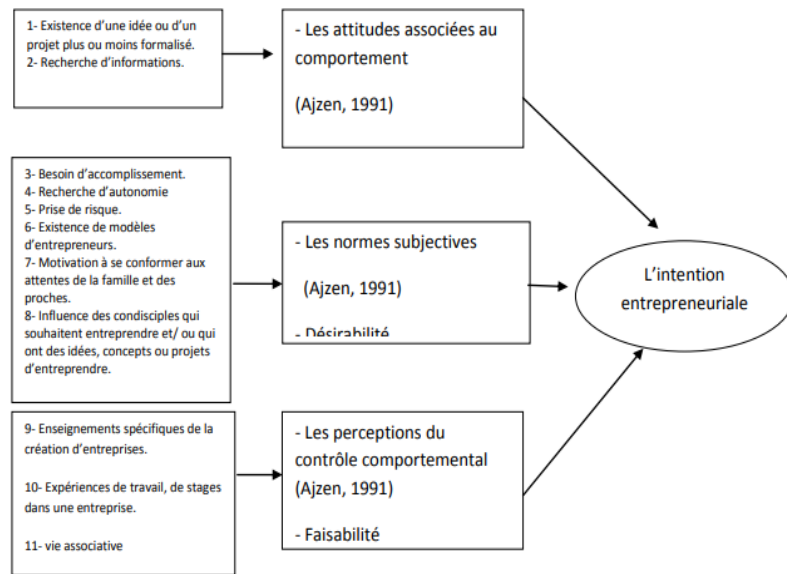 1- Existence d'une idée ou d'un
projet plus ou moins formalisé.
2- Recherche d'informations.
- Les attitudes associées au
comportement
(Ajzen, 1991)
3- Besoin d'accomplissement.
4- Recherche d'autonomie
5- Prise de risque.
6- Existence de modèles
d'entrepreneurs.
7- Motivation à se conformer aux
attentes de la famille et des
proches.
8- Influence des condisciples qui
souhaitent entreprendre et/ ou qui
ont des idées, concepts ou projets
d'entreprendre.
- Les normes subjectives
(Ajzen, 1991)
- Désirabilité
L'intention
entrepreneuriale
9- Enseignements spécifiques de la
création d'entreprises.
10- Expériences de travail, de stages
dans une entreprise.
11- vie associative
- Les perceptions du
contrôle comportemental
(Ajzen, 1991)
- Faisabilité